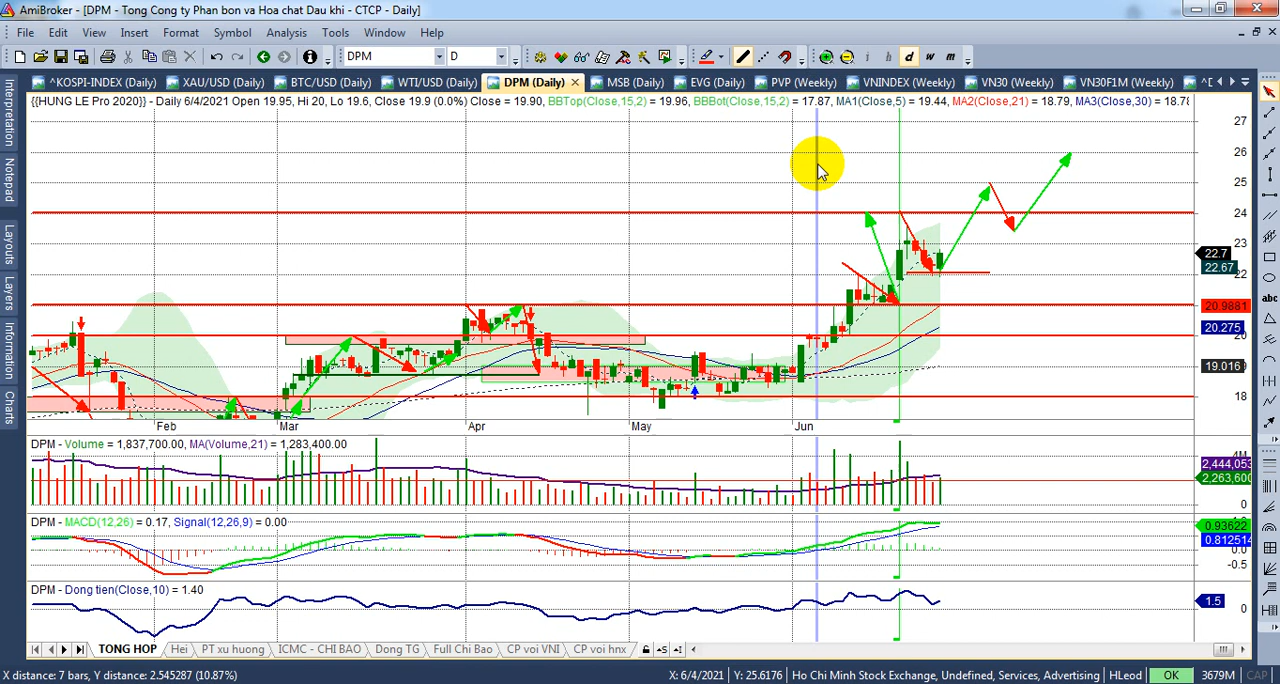 AmiBroker - [DPM - Tong Cong ty Phan bon va Hoa chat Dau khi - CTCP - Daily]
File Edit View Insert Format Symbol Analysis Tools Window Help
DPM D i h d w m
^KOSPI-INDEX (Daily) XAU/USD (Daily) BTC/USD (Daily) WTI/USD (Daily) DPM (Daily) MSB (Daily) EVG (Daily) PVP (Weekly) VNINDEX (Weekly) VN30 (Weekly) VN30F1M (Weekly)
{{HUNG LE Pro 2020}} - Daily 6/4/2021 Open 19.95, Hi 20, Lo 19.6, Close 19.9 (0.0%) Close = 19.90, BBTop(Close,15,2) = 19.96, BBBot(Close,15,2) = 17.87, MA1(Close,5) = 19.44, MA2(Close,21) = 18.79, MA3(Close,30) = 18.78
Interpretation
Notepad
Layouts
Layers
Information
Charts
27
26
25
24
23
22.7
22.67
22
20.9881
20.275
20
19.016
18
Feb Mar Apr May Jun
DPM - Volume = 1,837,700.00, MA(Volume,21) = 1,283,400.00
4M
2,444,053
2,263,600
0
DPM - MACD(12,26) = 0.17, Signal(12,26,9) = 0.00
0.93622
0.812514
0.0
-0.5
DPM - Dong tien(Close,10) = 1.40
1.5
0
abc
TONG HOP Hei PT xu huong ICMC - CHI BAO Dong TG Full Chi Bao CP voi VNI CP voi hnx
X distance: 7 bars, Y distance: 2.545287 (10.87%) X: 6/4/2021 Y: 25.6176 Ho Chi Minh Stock Exchange, Undefined, Services, Advertising HLeod OK 3679M CAP